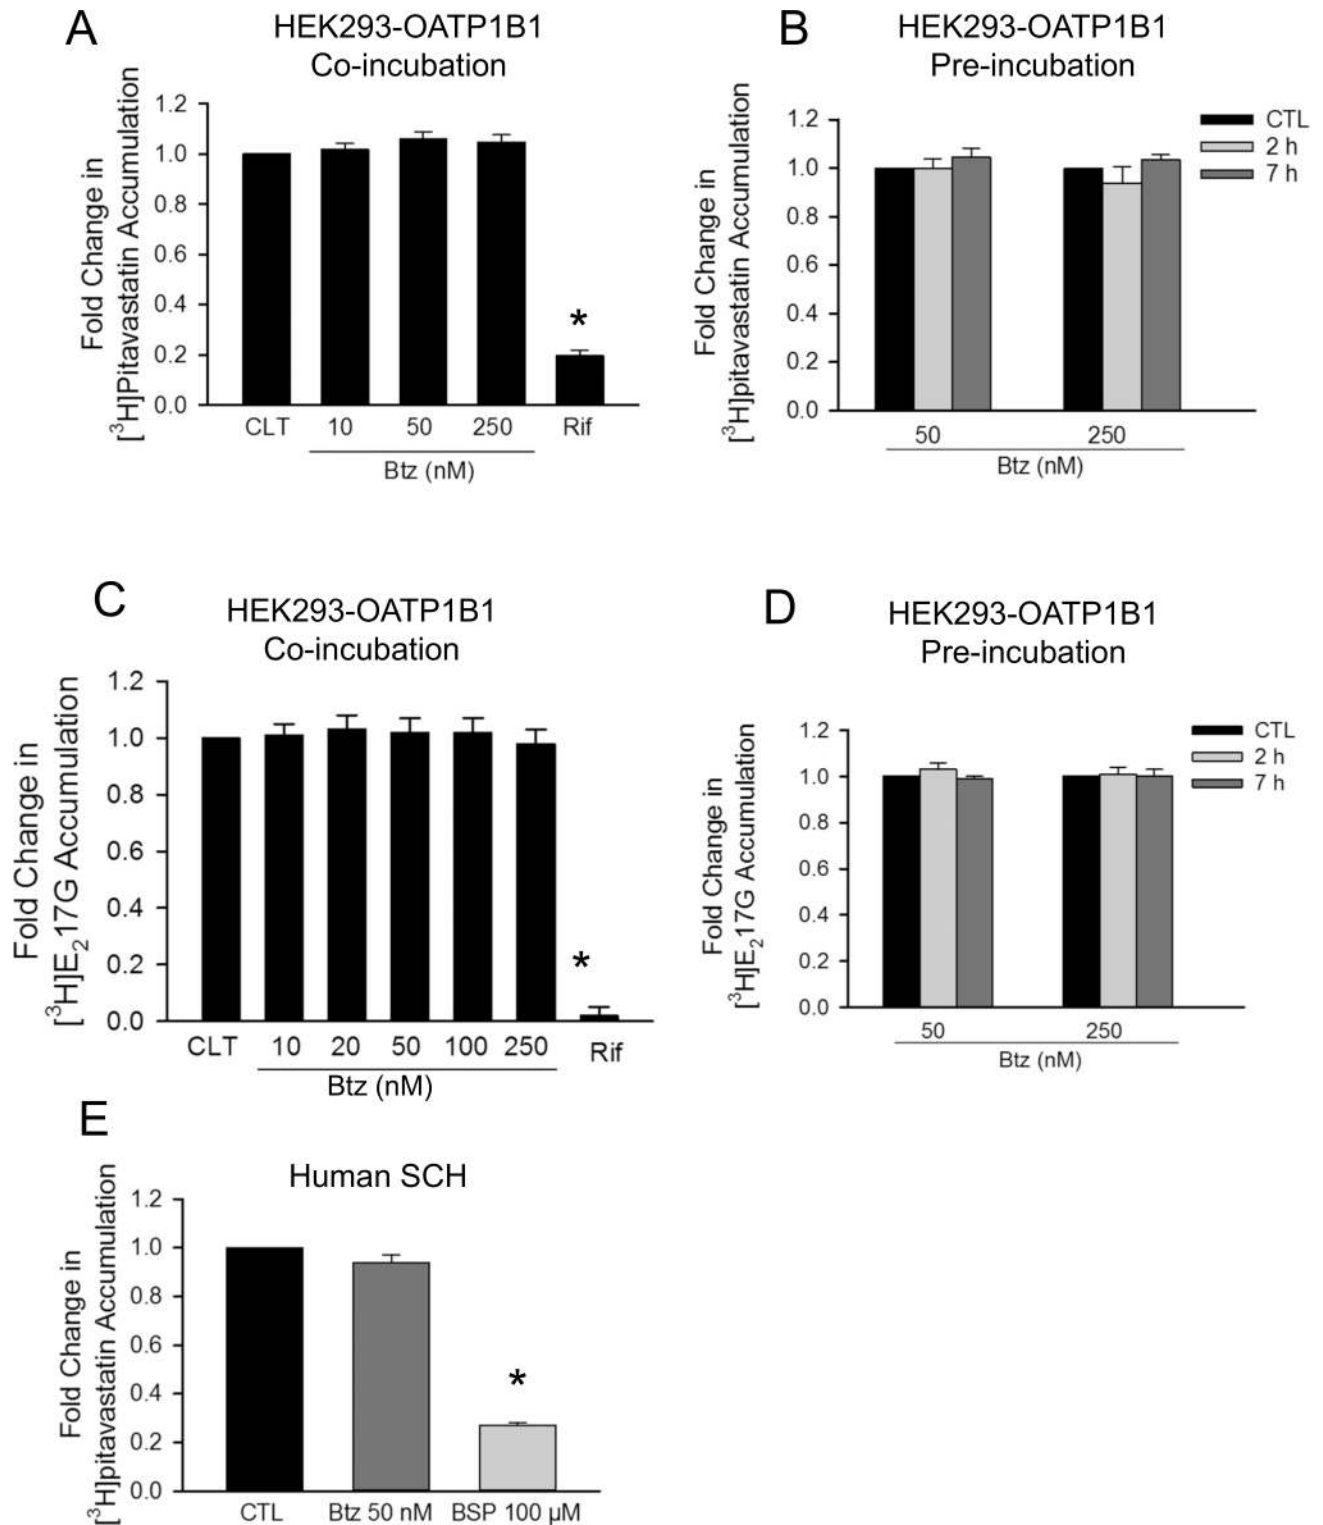 A
HEK293-OATP1B1
Co-incubation
Fold Change in
[³H]Pitavastatin Accumulation
1.2
1.0
0.8
0.6
0.4
0.2
0.0
*
CLT 10 50 250 Rif
Btz (nM)
B
HEK293-OATP1B1
Pre-incubation
Fold Change in
[³H]pitavastatin Accumulation
1.2
1.0
0.8
0.6
0.4
0.2
0.0
CTL
2 h
7 h
50 250
Btz (nM)
C
HEK293-OATP1B1
Co-incubation
Fold Change in
[³H]E₂17G Accumulation
1.2
1.0
0.8
0.6
0.4
0.2
0.0
*
CLT 10 20 50 100 250 Rif
Btz (nM)
D
HEK293-OATP1B1
Pre-incubation
Fold Change in
[³H]E₂17G Accumulation
1.2
1.0
0.8
0.6
0.4
0.2
0.0
CTL
2 h
7 h
50 250
Btz (nM)
E
Human SCH
Fold Change in
[³H]pitavastatin Accumulation
1.2
1.0
0.8
0.6
0.4
0.2
0.0
*
CTL Btz 50 nM BSP 100 µM